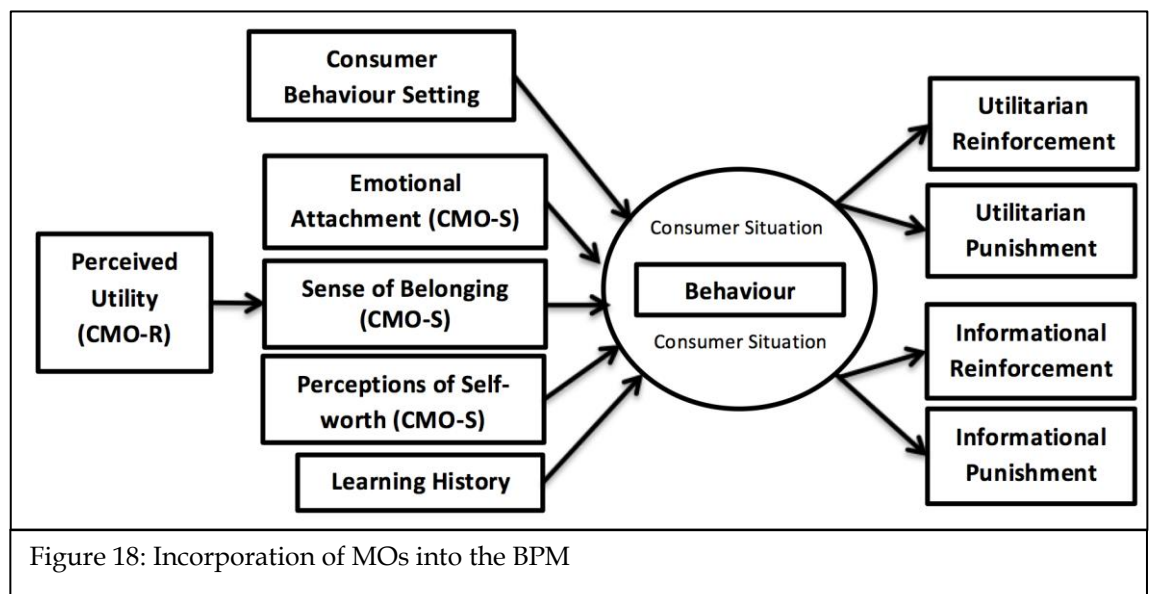 Consumer
Behaviour Setting
Emotional
Attachment (CMO-S)
Perceived
Utility
(CMO-R)
Sense of Belonging
(CMO-S)
Perceptions of Self-
worth (CMO-S)
Learning History
Consumer Situation
Behaviour
Consumer Situation
Utilitarian
Reinforcement
Utilitarian
Punishment
Informational
Reinforcement
Informational
Punishment
Figure 18: Incorporation of MOs into the BPM